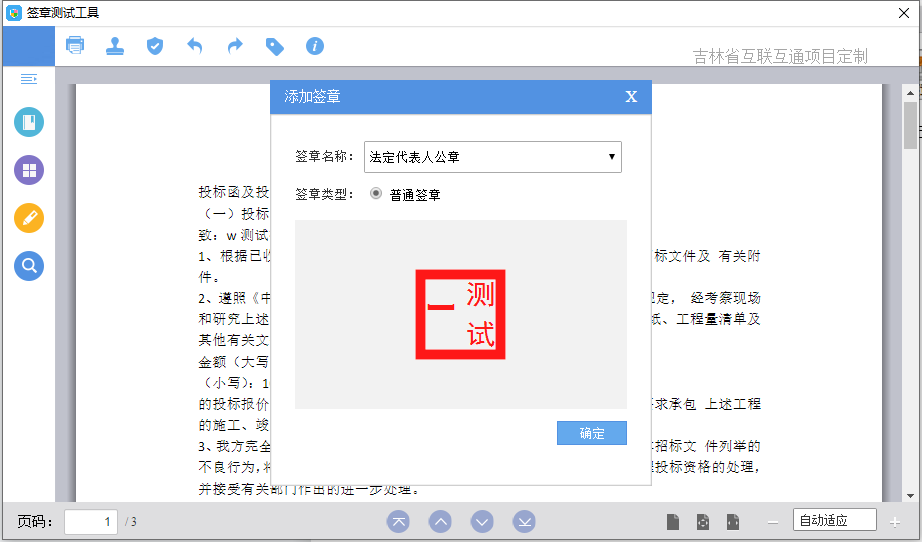 签章测试工具
吉林省互联互通项目定制
添加签章
X
签章名称：
法定代表人公章
签章类型：
普通签章
测
一
试
确定
投标函及投
（一）投标
致：w 测试
1、根据已收
标文件及 有关附
件。
2、遵照《中
规定， 经考察现场
和研究上述
纸、工程量清单及
其他有关文
金额（大写
（小写）：1
的投标报价
要求承包 上述工程
的施工、竣
3、我方完全
招标文 件列举的
不良行为，将
投标资格的处理，
并接受有关部门作出的进一步处理。
页码：
1
/ 3
自动适应